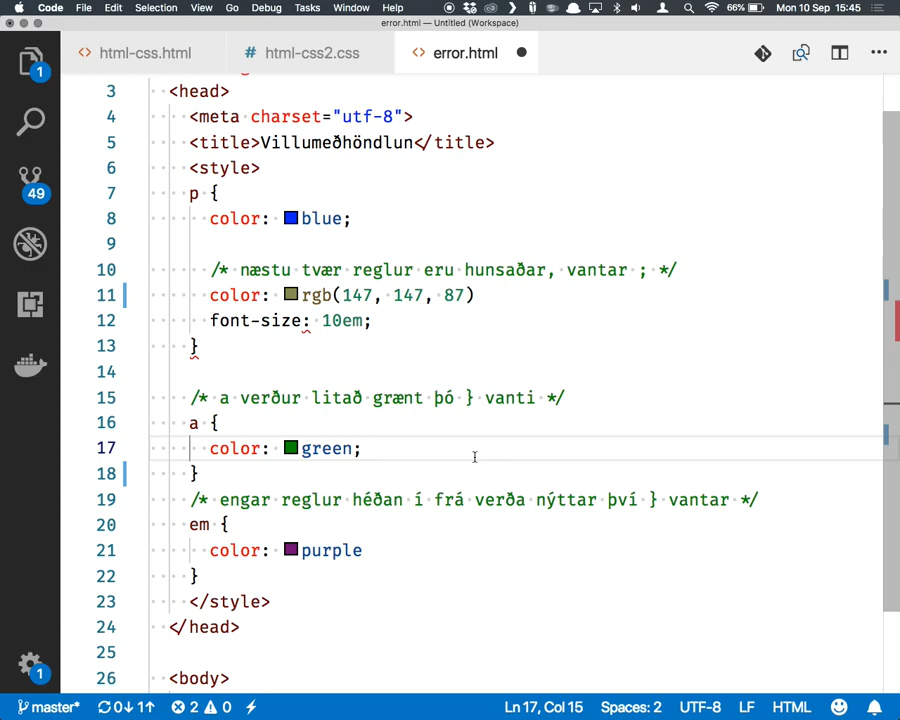 Code File Edit Selection View Go Debug Tasks Window Help 66% Mon 10 Sep 15:45
error.html — Untitled (Workspace)
<> html-css.html # html-css2.css <> error.html
3 <head>
4 <meta charset="utf-8">
5 <title>Villumeðhöndlun</title>
6 <style>
7 p {
8 color: blue;
9
10 /* næstu tvær reglur eru hunsaðar, vantar ; */
11 color: rgb(147, 147, 87)
12 font-size: 10em;
13 }
14
15 /* a verður litað grænt þó } vanti */
16 a {
17 color: green;
18 }
19 /* engar reglur héðan í frá verða nýttar því } vantar */
20 em {
21 color: purple
22 }
23 </style>
24 </head>
25
26 <body>
1
49
1
master* 0↓ 1↑ 2 0 Ln 17, Col 15 Spaces: 2 UTF-8 LF HTML